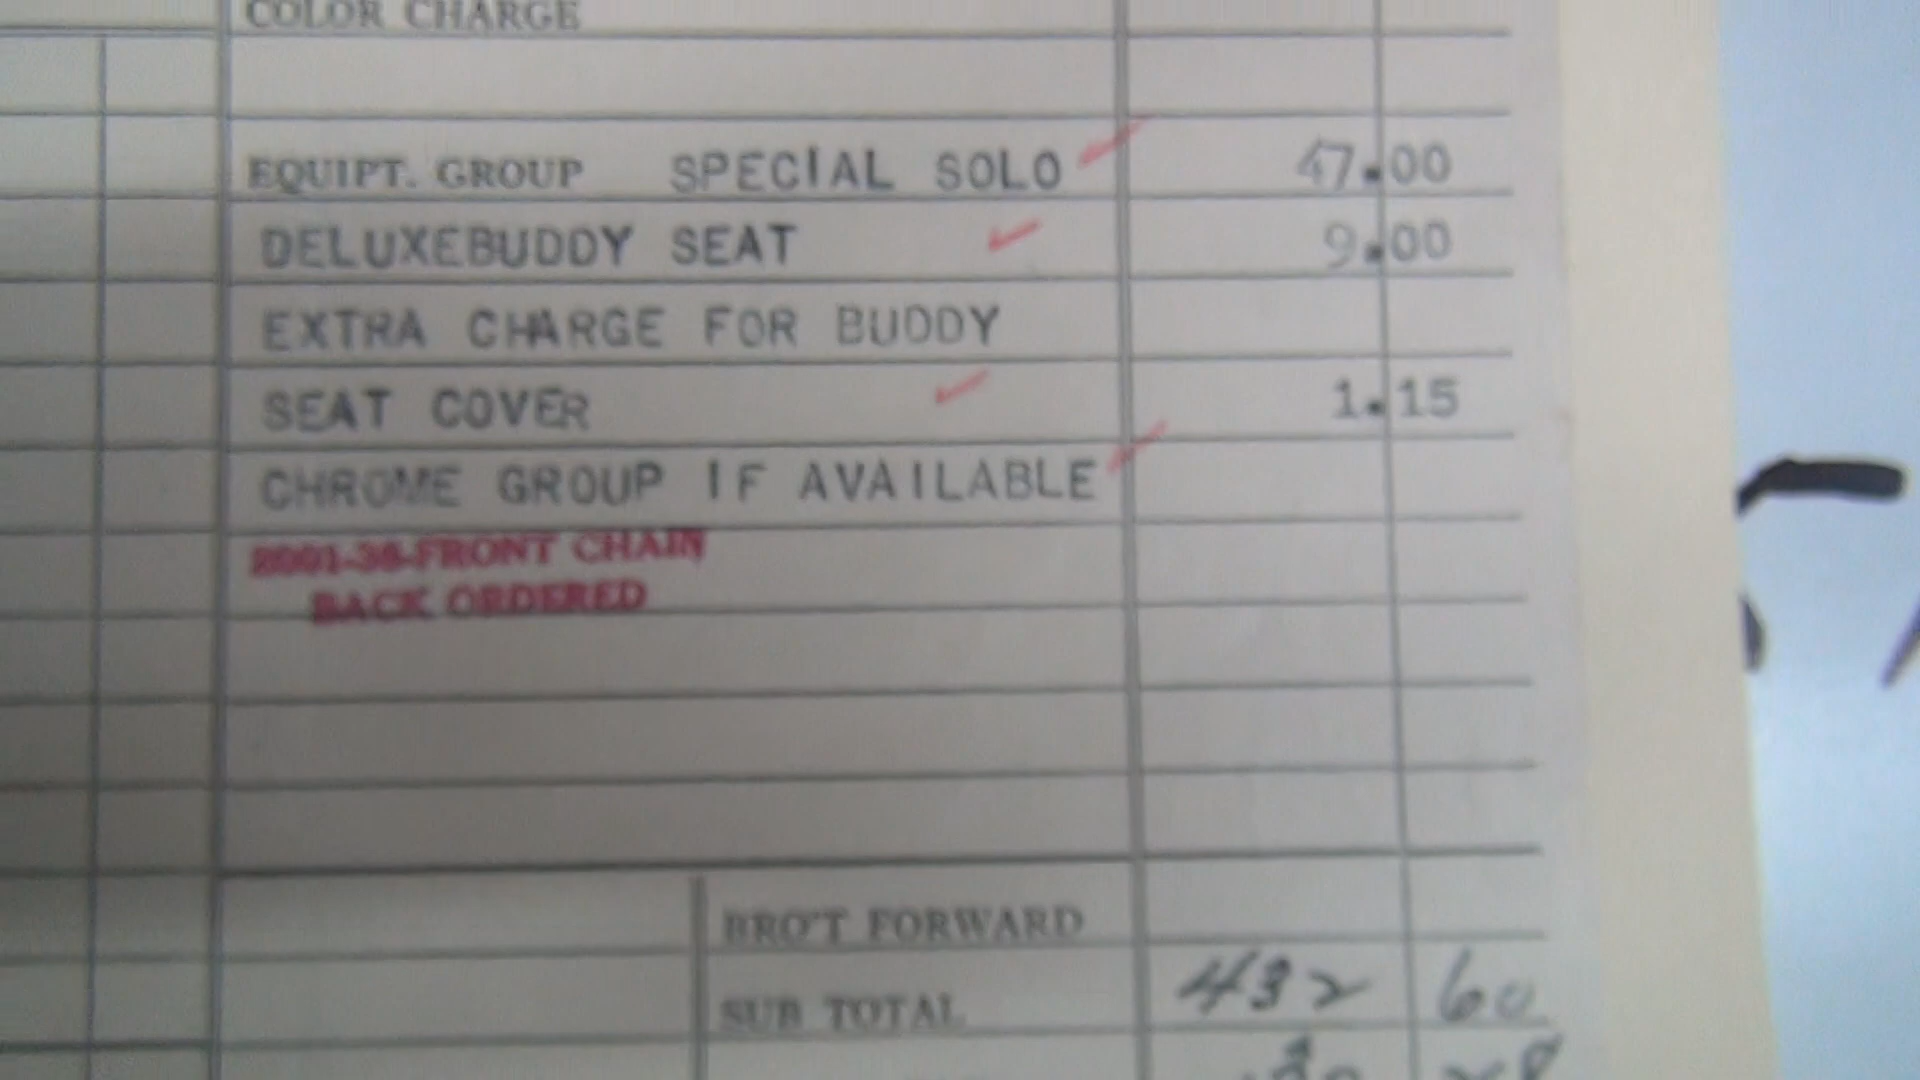 COLOR CHARGE
EQUIPT. GROUP SPECIAL SOLO 47.00
DELUXEBUDDY SEAT 9.00
EXTRA CHARGE FOR BUDDY
SEAT COVER 1.15
CHROME GROUP IF AVAILABLE
FRONT CHAIN
BACK ORDERED
BRO'T FORWARD
SUB TOTAL 432 60